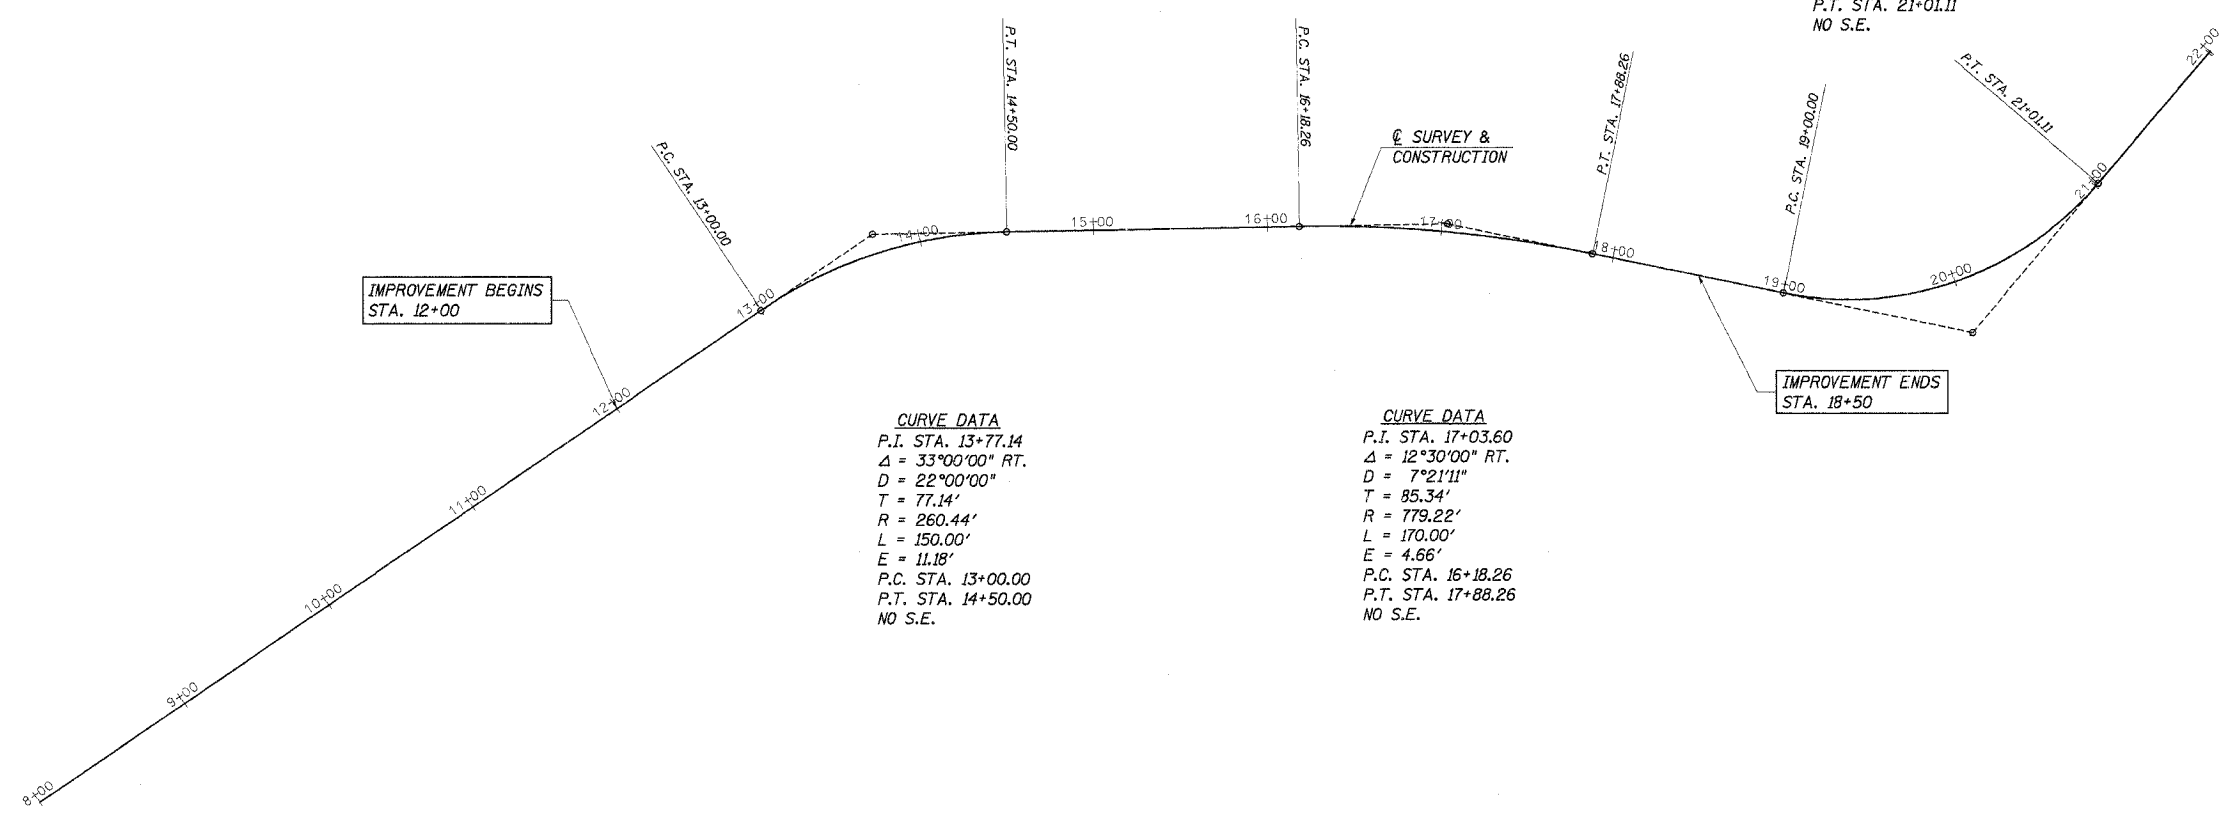 P.T. STA. 21+01.11
NO S.E.
22+00
P.T. STA. 14+50.00
P.C. STA. 16+18.26
P.T. STA. 17+88.26
P.C. STA. 19+00.00
P.T. STA. 21+01.11
21+00
℄ SURVEY &
CONSTRUCTION
P.C. STA. 13+00.00
14+00
15+00
16+00
17+00
18+00
19+00
20+00
13+00
IMPROVEMENT BEGINS
STA. 12+00
12+00
IMPROVEMENT ENDS
STA. 18+50
11+00
10+00
9+00
8+00
CURVE DATA
P.I. STA. 13+77.14
Δ = 33°00'00" RT.
D = 22°00'00"
T = 77.14'
R = 260.44'
L = 150.00'
E = 11.18'
P.C. STA. 13+00.00
P.T. STA. 14+50.00
NO S.E.
CURVE DATA
P.I. STA. 17+03.60
Δ = 12°30'00" RT.
D = 7°21'11"
T = 85.34'
R = 779.22'
L = 170.00'
E = 4.66'
P.C. STA. 16+18.26
P.T. STA. 17+88.26
NO S.E.